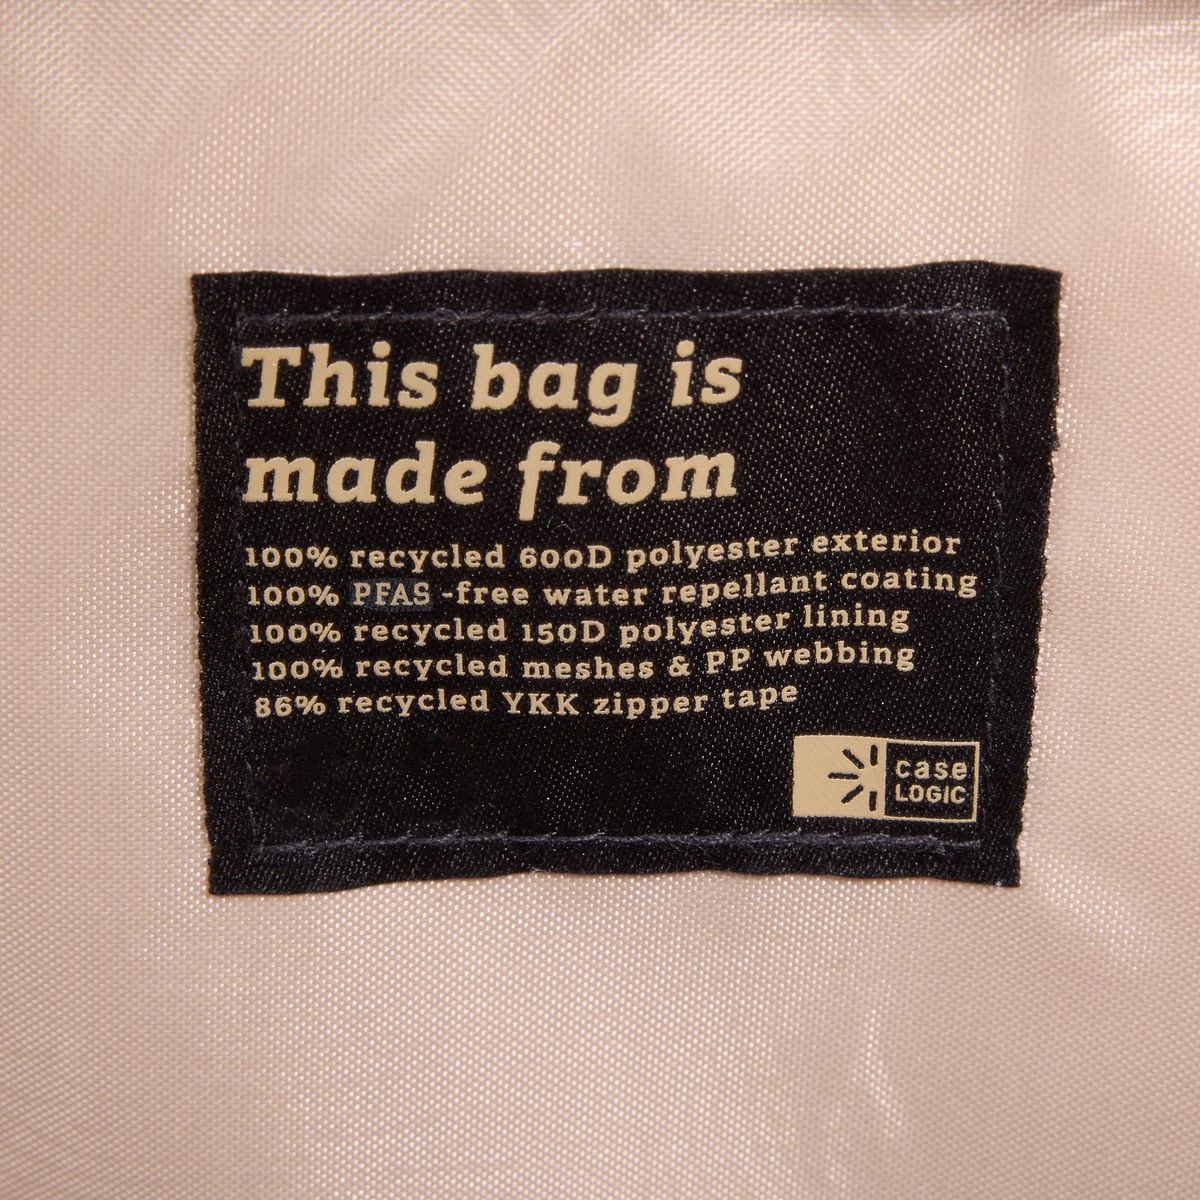 This bag is
made from
100% recycled 600D polyester exterior
100% PFAS -free water repellant coating
100% recycled 150D polyester lining
100% recycled meshes & PP webbing
86% recycled YKK zipper tape
case
LOGIC